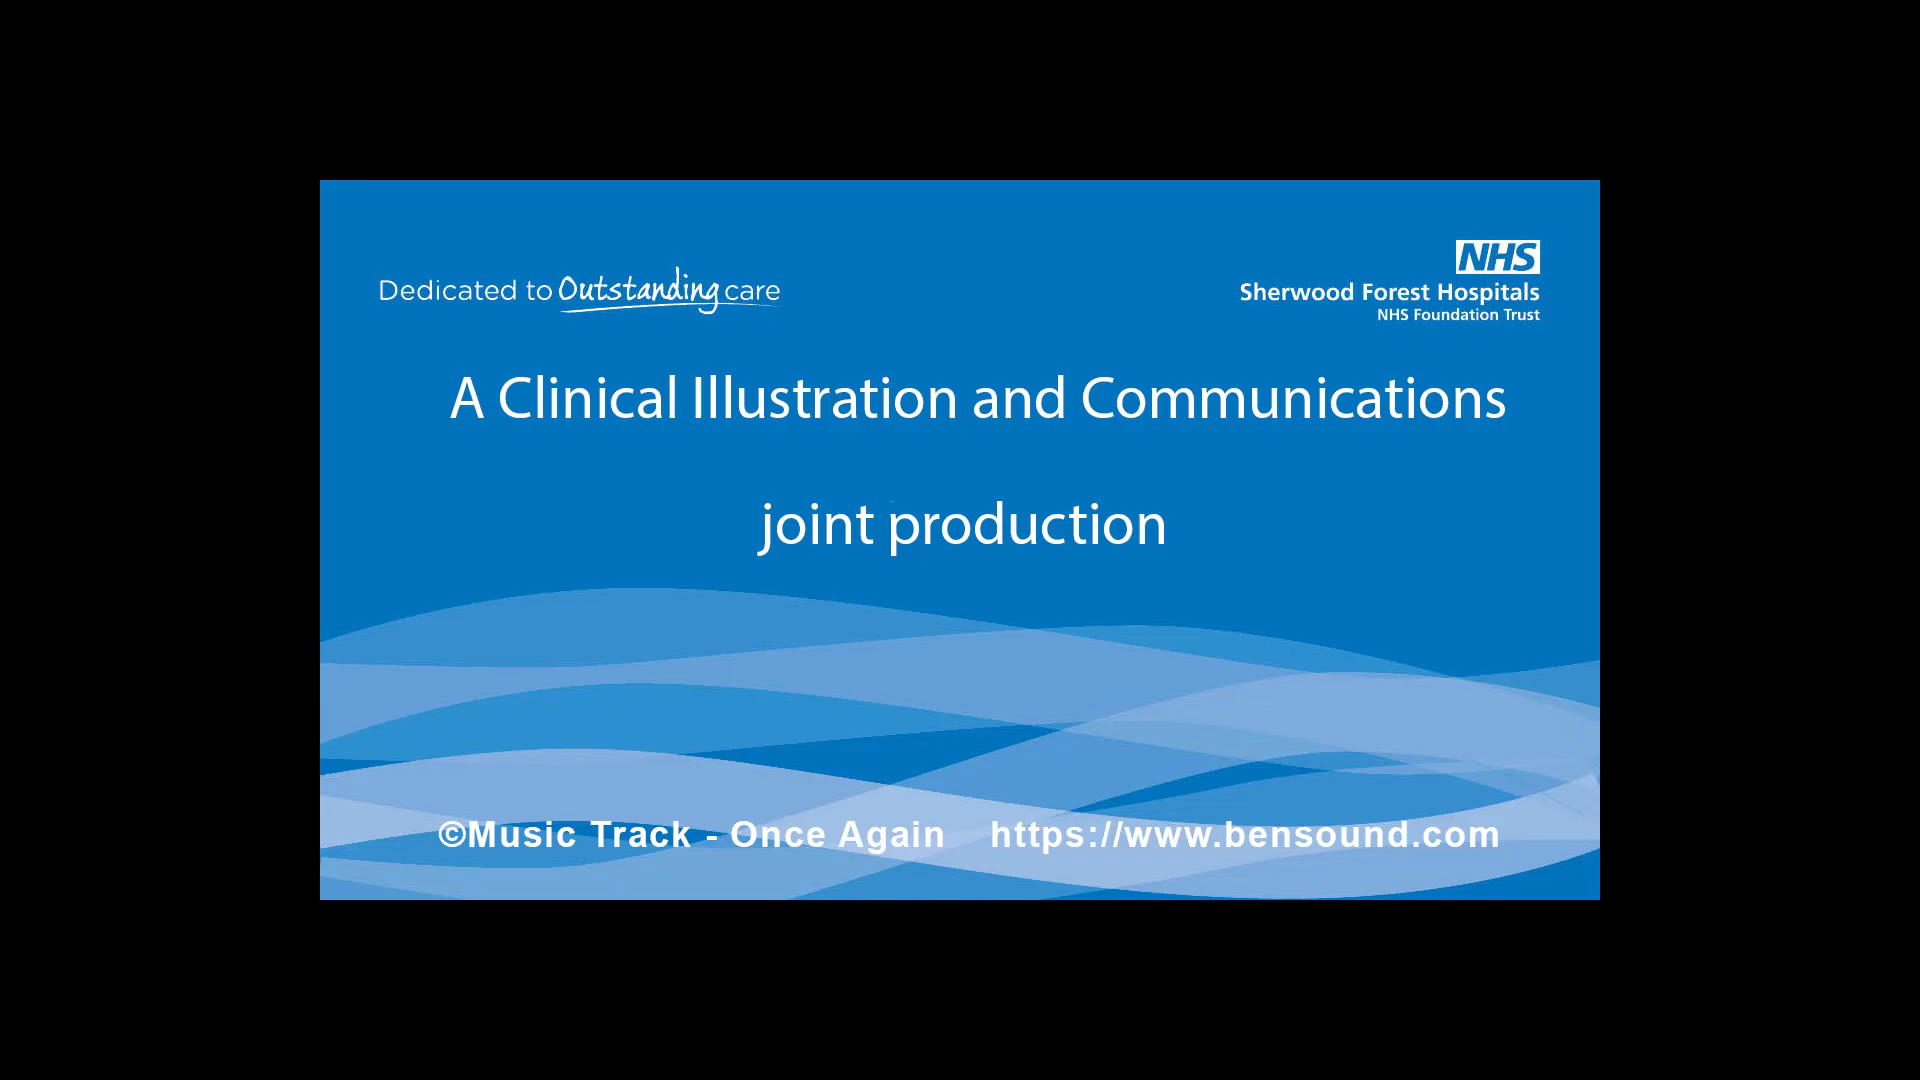 Dedicated to Outstanding care
NHS
Sherwood Forest Hospitals
NHS Foundation Trust
A Clinical Illustration and Communications
joint production
©Music Track - Once Again https://www.bensound.com